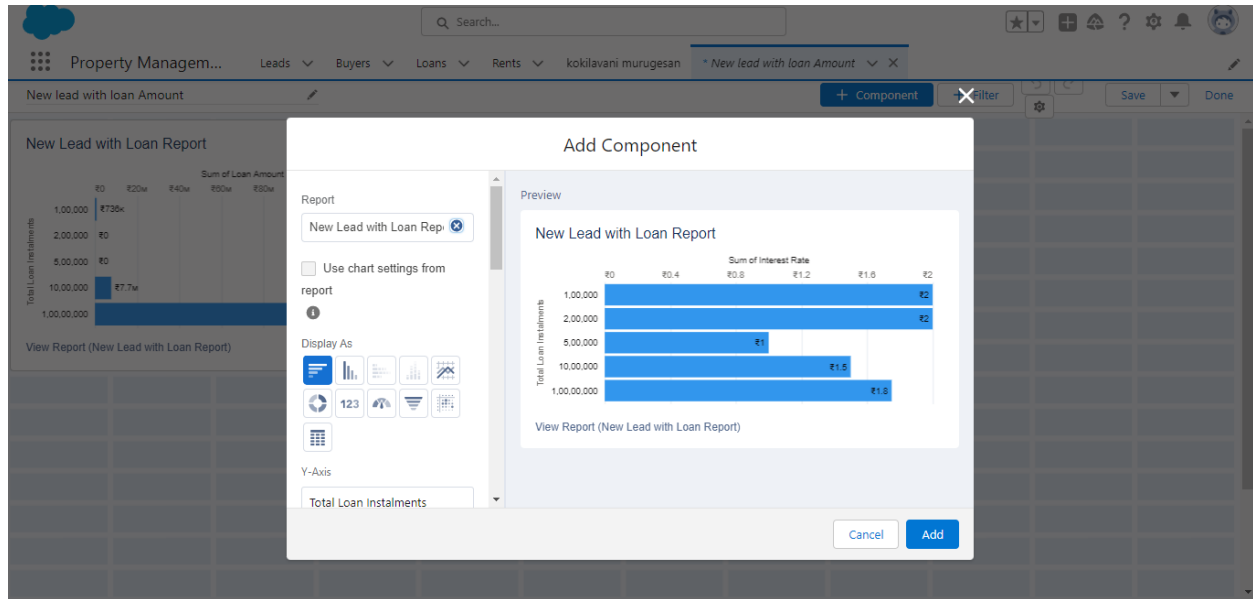 Search...
Property Managem... Leads Buyers Loans Rents kokilavani murugesan * New lead with loan Amount
New lead with loan Amount + Component + Filter Save Done
New Lead with Loan Report
Sum of Loan Amount
₹0 ₹20M ₹40M ₹60M ₹80M
Total Loan Instalments
1,00,000 ₹736K
2,00,000 ₹0
5,00,000 ₹0
10,00,000 ₹7.7M
1,00,00,000
View Report (New Lead with Loan Report)
Add Component
Report
New Lead with Loan Rep
Use chart settings from
report
Display As
123
Y-Axis
Total Loan Instalments
Preview
New Lead with Loan Report
Sum of Interest Rate
₹0 ₹0.4 ₹0.8 ₹1.2 ₹1.6 ₹2
Total Loan Instalments
1,00,000 ₹2
2,00,000 ₹2
5,00,000 ₹1
10,00,000 ₹1.5
1,00,00,000 ₹1.8
View Report (New Lead with Loan Report)
Cancel Add